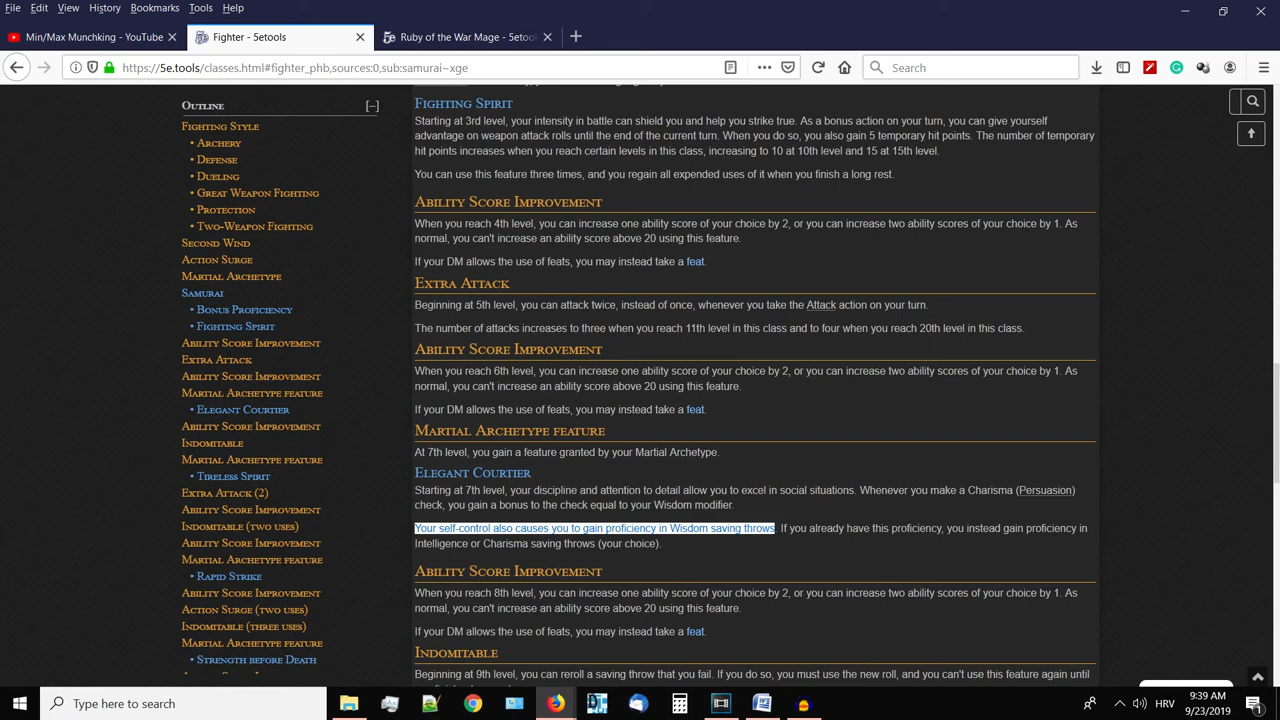 File Edit View History Bookmarks Tools Help
Min/Max Munchking - YouTube
Fighter - 5etools
Ruby of the War Mage - 5etoo
https://5e.tools/classes.html#fighter_phb,sources:0,sub:samurai~xge
Search
OUTLINE [–]
FIGHTING STYLE
• ARCHERY
• DEFENSE
• DUELING
• GREAT WEAPON FIGHTING
• PROTECTION
• TWO-WEAPON FIGHTING
SECOND WIND
ACTION SURGE
MARTIAL ARCHETYPE
SAMURAI
• BONUS PROFICIENCY
• FIGHTING SPIRIT
ABILITY SCORE IMPROVEMENT
EXTRA ATTACK
ABILITY SCORE IMPROVEMENT
MARTIAL ARCHETYPE FEATURE
• ELEGANT COURTIER
ABILITY SCORE IMPROVEMENT
INDOMITABLE
MARTIAL ARCHETYPE FEATURE
• TIRELESS SPIRIT
EXTRA ATTACK (2)
ABILITY SCORE IMPROVEMENT
INDOMITABLE (TWO USES)
ABILITY SCORE IMPROVEMENT
MARTIAL ARCHETYPE FEATURE
• RAPID STRIKE
ABILITY SCORE IMPROVEMENT
ACTION SURGE (TWO USES)
INDOMITABLE (THREE USES)
MARTIAL ARCHETYPE FEATURE
• STRENGTH BEFORE DEATH
FIGHTING SPIRIT
Starting at 3rd level, your intensity in battle can shield you and help you strike true. As a bonus action on your turn, you can give yourself
advantage on weapon attack rolls until the end of the current turn. When you do so, you also gain 5 temporary hit points. The number of temporary
hit points increases when you reach certain levels in this class, increasing to 10 at 10th level and 15 at 15th level.
You can use this feature three times, and you regain all expended uses of it when you finish a long rest.
ABILITY SCORE IMPROVEMENT
When you reach 4th level, you can increase one ability score of your choice by 2, or you can increase two ability scores of your choice by 1. As
normal, you can't increase an ability score above 20 using this feature.
If your DM allows the use of feats, you may instead take a feat.
EXTRA ATTACK
Beginning at 5th level, you can attack twice, instead of once, whenever you take the Attack action on your turn.
The number of attacks increases to three when you reach 11th level in this class and to four when you reach 20th level in this class.
ABILITY SCORE IMPROVEMENT
When you reach 6th level, you can increase one ability score of your choice by 2, or you can increase two ability scores of your choice by 1. As
normal, you can't increase an ability score above 20 using this feature.
If your DM allows the use of feats, you may instead take a feat.
MARTIAL ARCHETYPE FEATURE
At 7th level, you gain a feature granted by your Martial Archetype.
ELEGANT COURTIER
Starting at 7th level, your discipline and attention to detail allow you to excel in social situations. Whenever you make a Charisma (Persuasion)
check, you gain a bonus to the check equal to your Wisdom modifier.
Your self-control also causes you to gain proficiency in Wisdom saving throws. If you already have this proficiency, you instead gain proficiency in
Intelligence or Charisma saving throws (your choice).
ABILITY SCORE IMPROVEMENT
When you reach 8th level, you can increase one ability score of your choice by 2, or you can increase two ability scores of your choice by 1. As
normal, you can't increase an ability score above 20 using this feature.
If your DM allows the use of feats, you may instead take a feat.
INDOMITABLE
Beginning at 9th level, you can reroll a saving throw that you fail. If you do so, you must use the new roll, and you can't use this feature again until
Type here to search
HRV
9:39 AM
9/23/2019
1